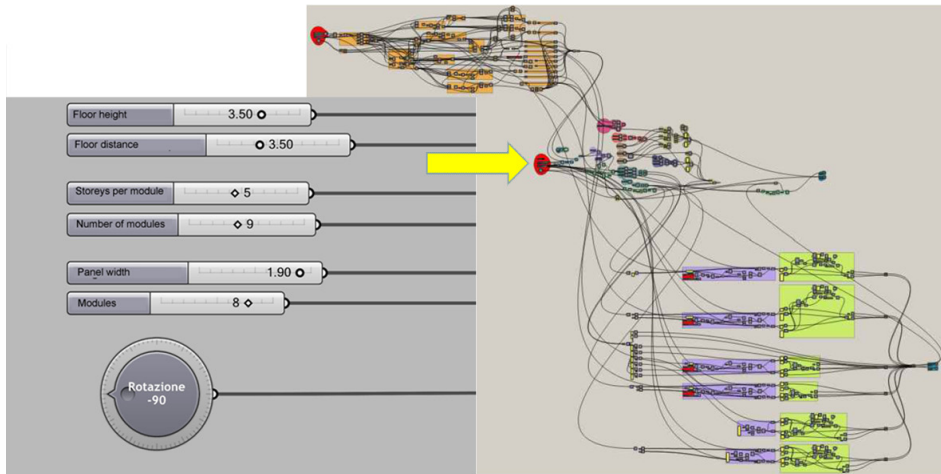 Floor height 3.50
Floor distance 3.50
Storeys per module 5
Number of modules 9
Panel width 1.90
Modules 8
Rotazione
-90